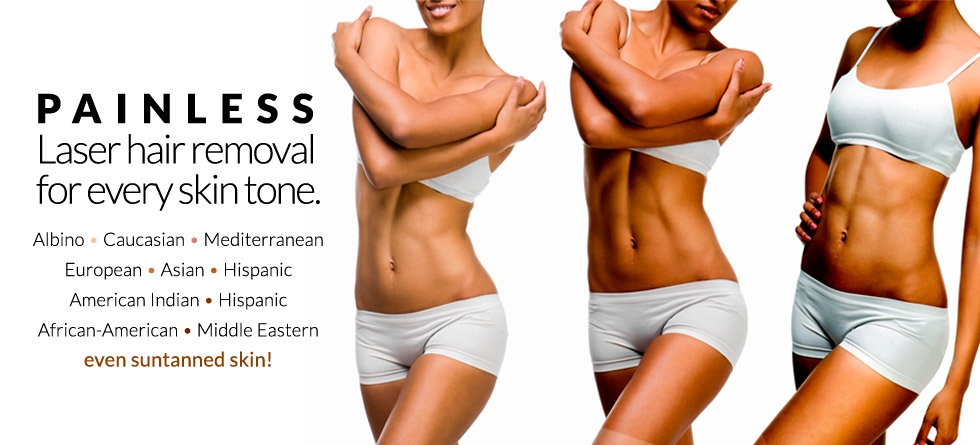 PAINLESS
Laser hair removal
for every skin tone.
Albino • Caucasian • Mediterranean
European • Asian • Hispanic
American Indian • Hispanic
African-American • Middle Eastern
even suntanned skin!